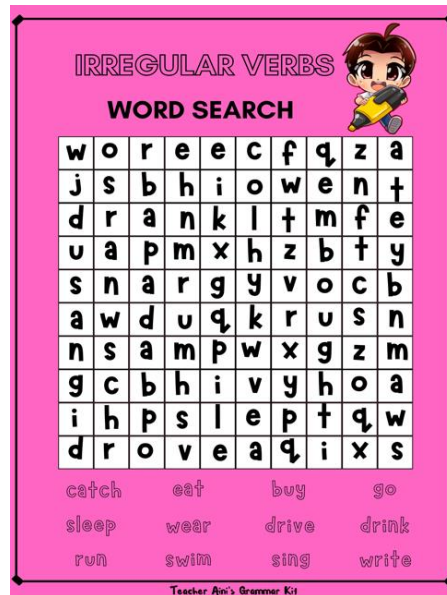 IRREGULAR VERBS
WORD SEARCH
w o r e e c f q z a
j s b h i o w e n t
d r a n k l t m f e
u a p m x h z b t y
s n a r g y v o c b
a w d u q k r u s n
n s a m p w x g z m
g c b h i v y h o a
i h p s l e p t q w
d r o v e a q i x s
catch eat buy go
sleep wear drive drink
run swim sing write
Teacher Aini's Grammar Kit